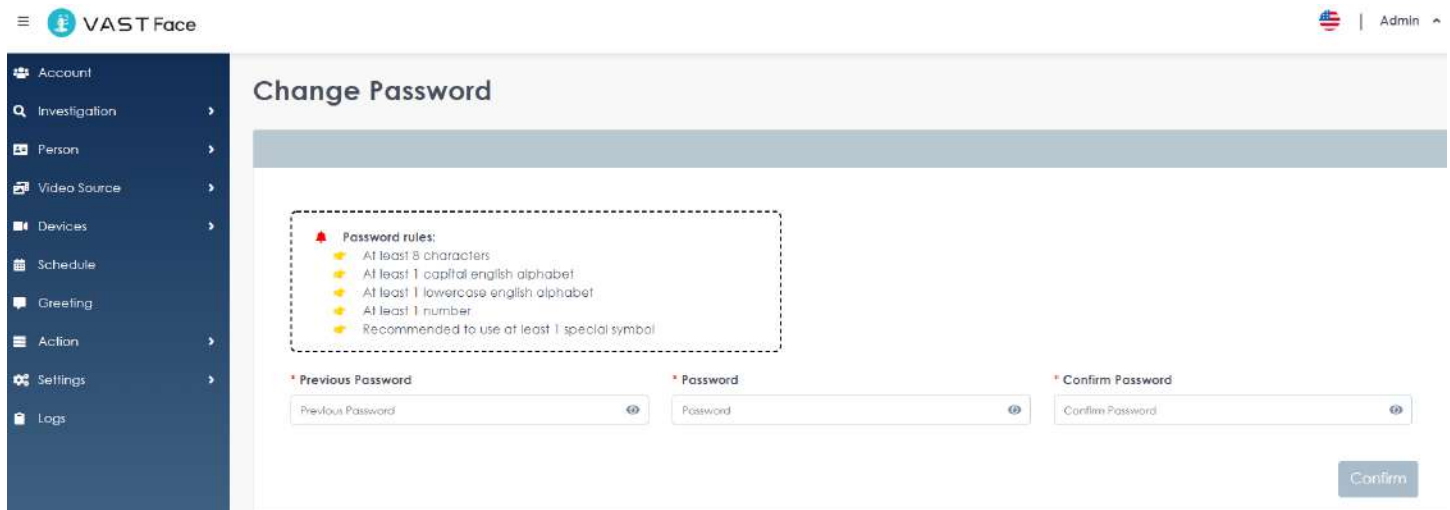 VAST Face
Admin
Account
Investigation
Person
Video Source
Devices
Schedule
Greeting
Action
Settings
Logs
Change Password
Password rules:
At least 8 characters
At least 1 capital english alphabet
At least 1 lowercase english alphabet
At least 1 number
Recommended to use at least 1 special symbol
* Previous Password * Password * Confirm Password
Previous Password Password Confirm Password
Confirm